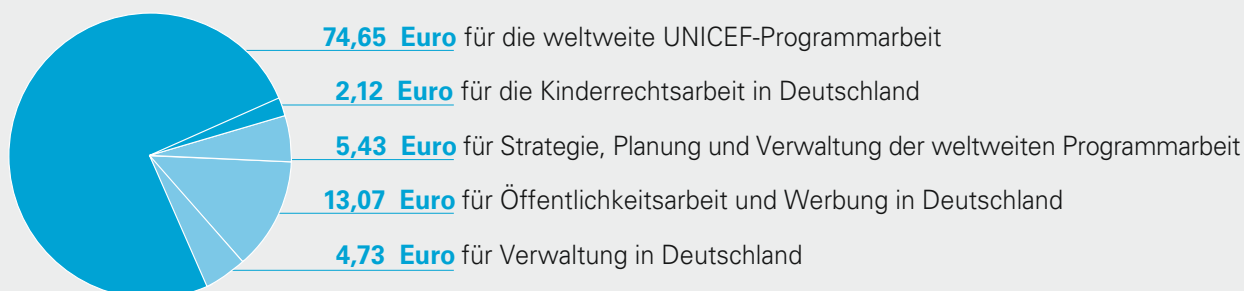 74,65 Euro für die weltweite UNICEF-Programmarbeit
2,12 Euro für die Kinderrechtsarbeit in Deutschland
5,43 Euro für Strategie, Planung und Verwaltung der weltweiten Programmarbeit
13,07 Euro für Öffentlichkeitsarbeit und Werbung in Deutschland
4,73 Euro für Verwaltung in Deutschland